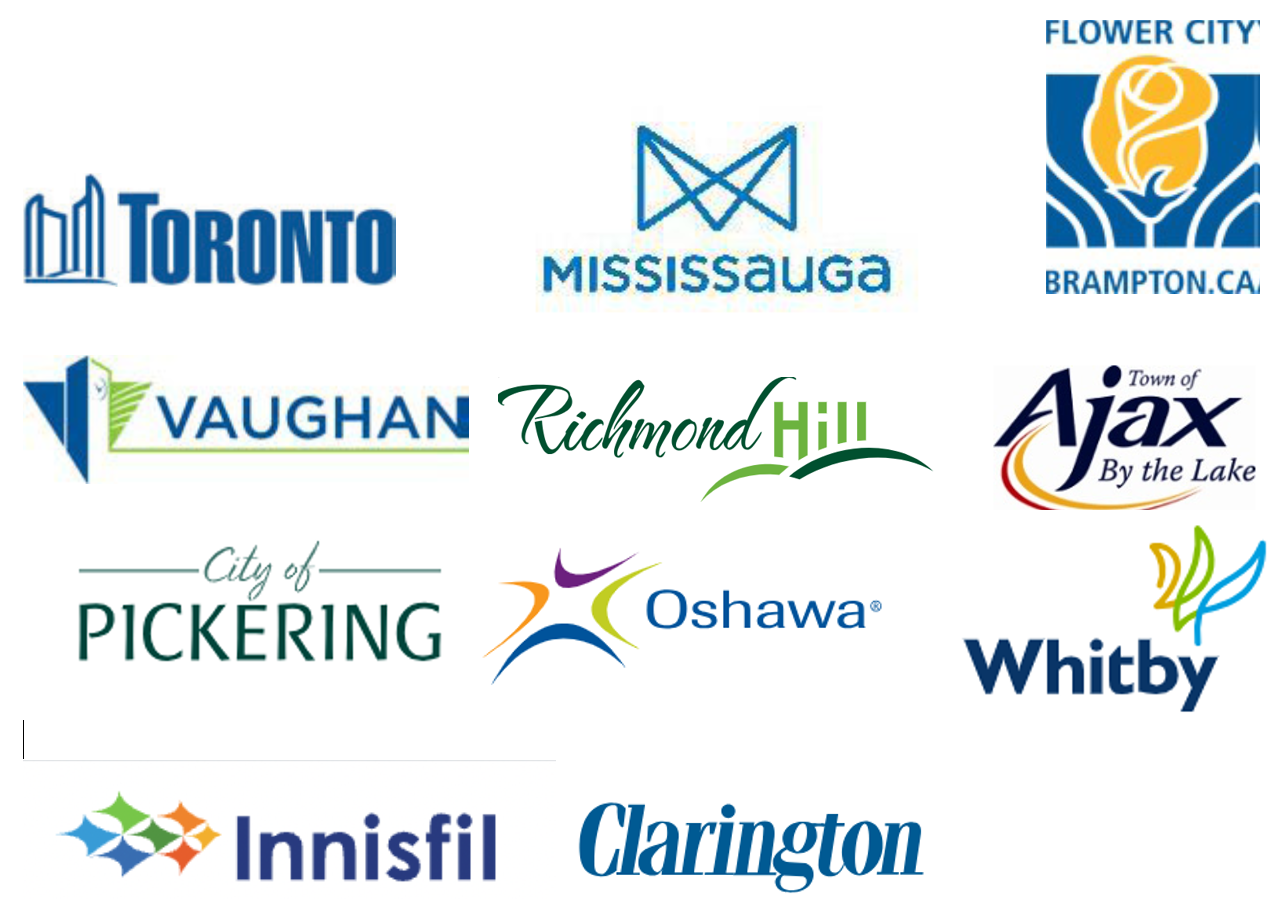 FLOWER CITY
TORONTO
MISSISSauGa
BRAMPTON.CA
VAUGHAN
Richmond Hill
Town of
Ajax
By the Lake
City of
PICKERING
Oshawa®
Whitby
Innisfil
Clarington